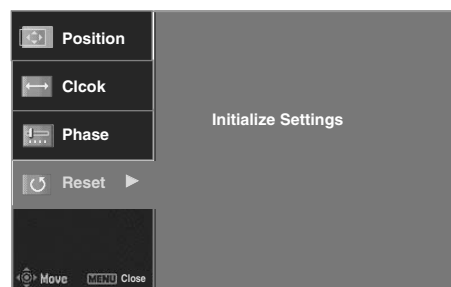 Position
Clcok
Phase
Initialize Settings
Reset
Move MENU Close